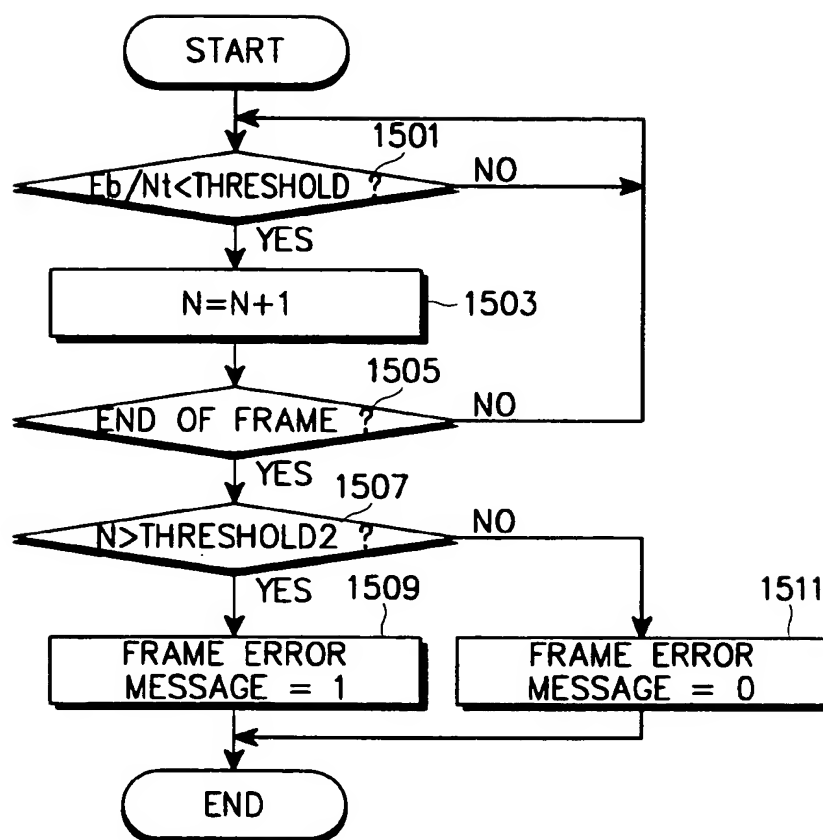 START
1501
Eb/Nt<THRESHOLD ?
NO
YES
N=N+1
1503
1505
END OF FRAME ?
NO
YES
1507
N>THRESHOLD2 ?
NO
YES
1509
1511
FRAME ERROR
MESSAGE = 1
FRAME ERROR
MESSAGE = 0
END